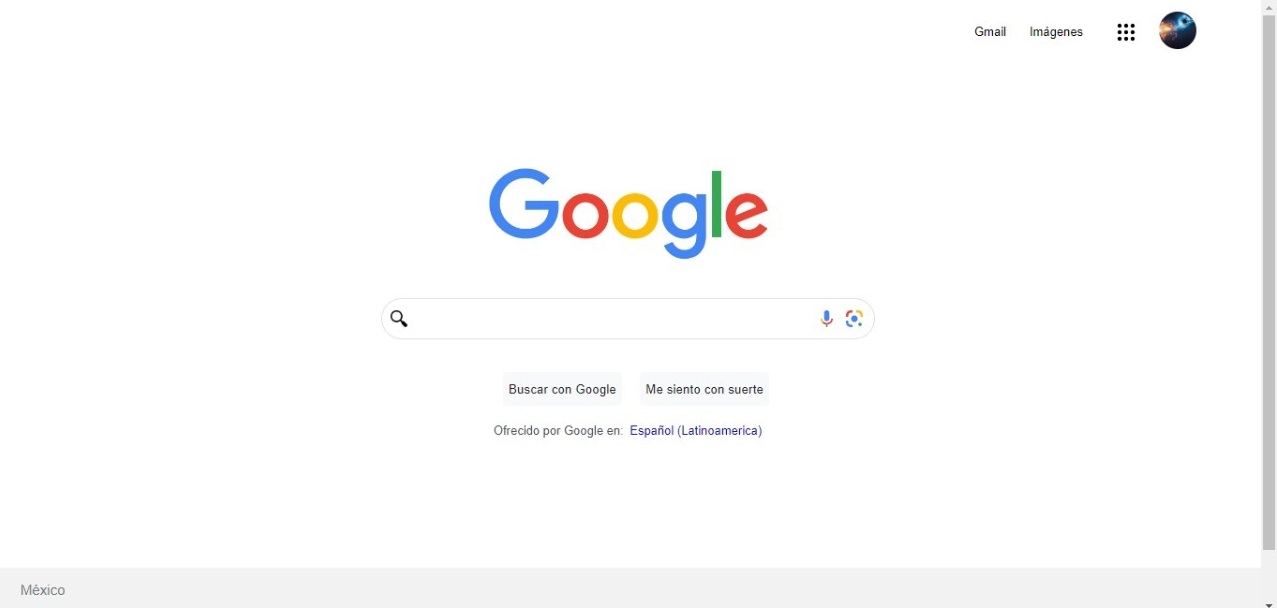 Gmail Imágenes
Google
Buscar con Google Me siento con suerte
Ofrecido por Google en: Español (Latinoamerica)
México